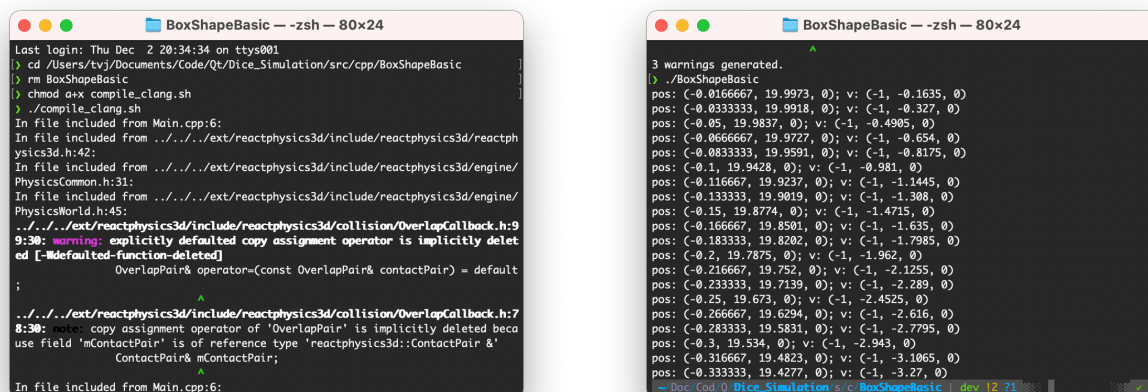 BoxShapeBasic — -zsh — 80×24
Last login: Thu Dec  2 20:34:34 on ttys001
[❯ cd /Users/tvj/Documents/Code/Qt/Dice_Simulation/src/cpp/BoxShapeBasic ]
[❯ rm BoxShapeBasic ]
[❯ chmod a+x compile_clang.sh ]
[❯ ./compile_clang.sh ]
In file included from Main.cpp:6:
In file included from ../../../ext/reactphysics3d/include/reactphysics3d/reactph
ysics3d.h:42:
In file included from ../../../ext/reactphysics3d/include/reactphysics3d/engine/
PhysicsCommon.h:31:
In file included from ../../../ext/reactphysics3d/include/reactphysics3d/engine/
PhysicsWorld.h:45:
../../../ext/reactphysics3d/include/reactphysics3d/collision/OverlapCallback.h:9
9:30: warning: explicitly defaulted copy assignment operator is implicitly delet
ed [-Wdefaulted-function-deleted]
OverlapPair& operator=(const OverlapPair& contactPair) = default
;
^
../../../ext/reactphysics3d/include/reactphysics3d/collision/OverlapCallback.h:7
8:30: note: copy assignment operator of 'OverlapPair' is implicitly deleted beca
use field 'mContactPair' is of reference type 'reactphysics3d::ContactPair &'
ContactPair& mContactPair;
^
In file included from Main.cpp:6:
BoxShapeBasic — -zsh — 80×24
^
3 warnings generated.
[❯ ./BoxShapeBasic
pos: (-0.0166667, 19.9973, 0); v: (-1, -0.1635, 0)
pos: (-0.0333333, 19.9918, 0); v: (-1, -0.327, 0)
pos: (-0.05, 19.9837, 0); v: (-1, -0.4905, 0)
pos: (-0.0666667, 19.9727, 0); v: (-1, -0.654, 0)
pos: (-0.0833333, 19.9591, 0); v: (-1, -0.8175, 0)
pos: (-0.1, 19.9428, 0); v: (-1, -0.981, 0)
pos: (-0.116667, 19.9237, 0); v: (-1, -1.1445, 0)
pos: (-0.133333, 19.9019, 0); v: (-1, -1.308, 0)
pos: (-0.15, 19.8774, 0); v: (-1, -1.4715, 0)
pos: (-0.166667, 19.8501, 0); v: (-1, -1.635, 0)
pos: (-0.183333, 19.8202, 0); v: (-1, -1.7985, 0)
pos: (-0.2, 19.7875, 0); v: (-1, -1.962, 0)
pos: (-0.216667, 19.752, 0); v: (-1, -2.1255, 0)
pos: (-0.233333, 19.7139, 0); v: (-1, -2.289, 0)
pos: (-0.25, 19.673, 0); v: (-1, -2.4525, 0)
pos: (-0.266667, 19.6294, 0); v: (-1, -2.616, 0)
pos: (-0.283333, 19.5831, 0); v: (-1, -2.7795, 0)
pos: (-0.3, 19.534, 0); v: (-1, -2.943, 0)
pos: (-0.316667, 19.4823, 0); v: (-1, -3.1065, 0)
pos: (-0.333333, 19.4277, 0); v: (-1, -3.27, 0)
~/Doc/Cod/Q/Dice_Simulation/s/c/BoxShapeBasic | dev !2 ?1